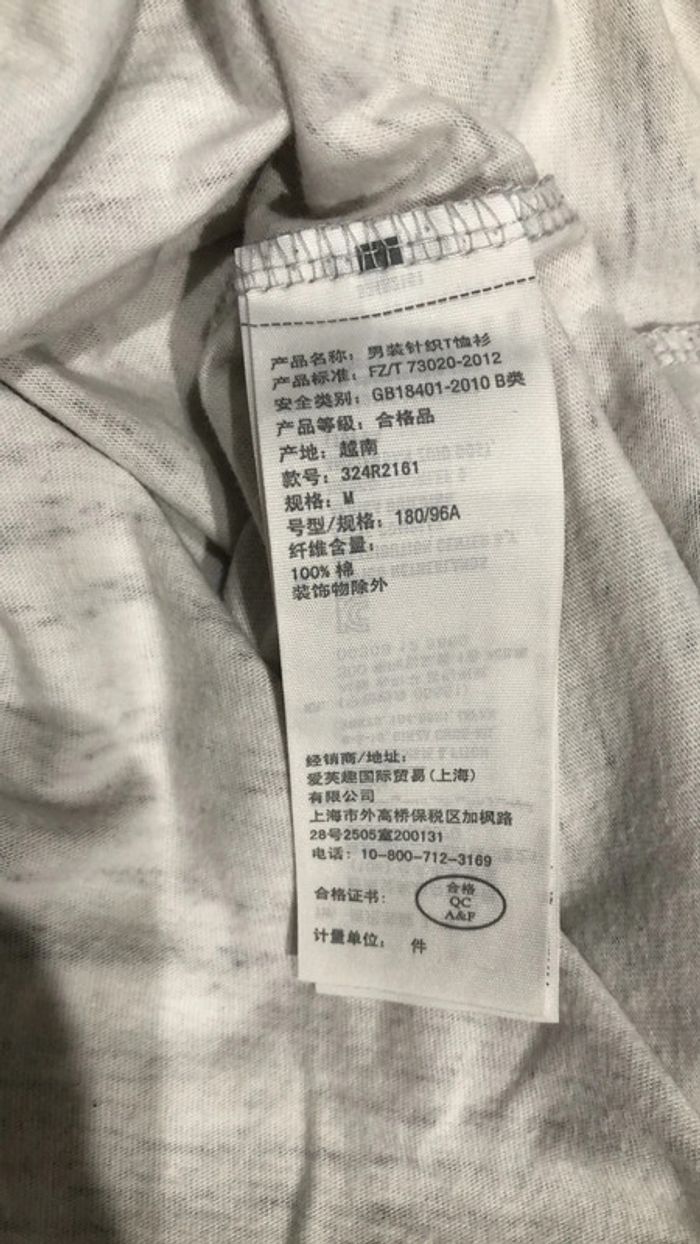 产品名称：男装针织T恤衫
产品标准：FZ/T 73020-2012
安全类别：GB18401-2010 B类
产品等级：合格品
产地：越南
款号：324R2161
规格：M
号型/规格：180/96A
纤维含量：
100% 棉
装饰物除外
经销商/地址：
爱芙趣国际贸易(上海)
有限公司
上海市外高桥保税区加枫路
28号2505室200131
电话：10-800-712-3169
合格证书：
合格
QC
A&F
计量单位：件